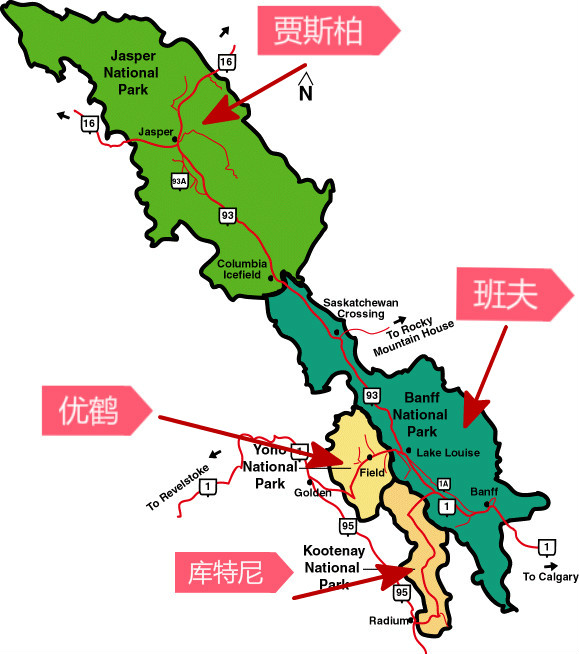 贾斯柏
16
Jasper
National
Park
N
16
Jasper
93A
93
Columbia
Icefield
班夫
Saskatchewan
Crossing
To Rocky
Mountain House
93
Banff
National
Park
优鹤
Yoho
National
Park
1
Lake Louise
Field
To Revelstoke
1
Golden
1A
Banff
1
95
1
To Calgary
Kootenay
National
Park
库特尼
95
Radium